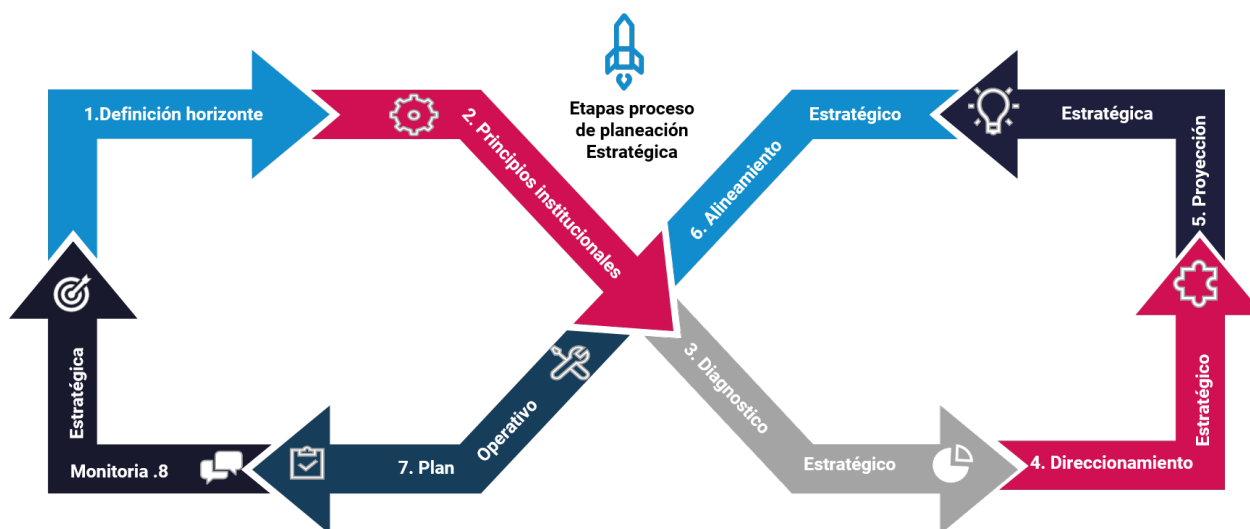 Etapas proceso
de planeación
Estratégica
1.Definición horizonte
2. Principios institucionales
3. Diagnostico
Estratégico
4. Direccionamiento
Estratégico
5. Proyección
Estratégica
6. Alineamiento
Estratégico
7. Plan
Operativo
Monitoria .8
Estratégica